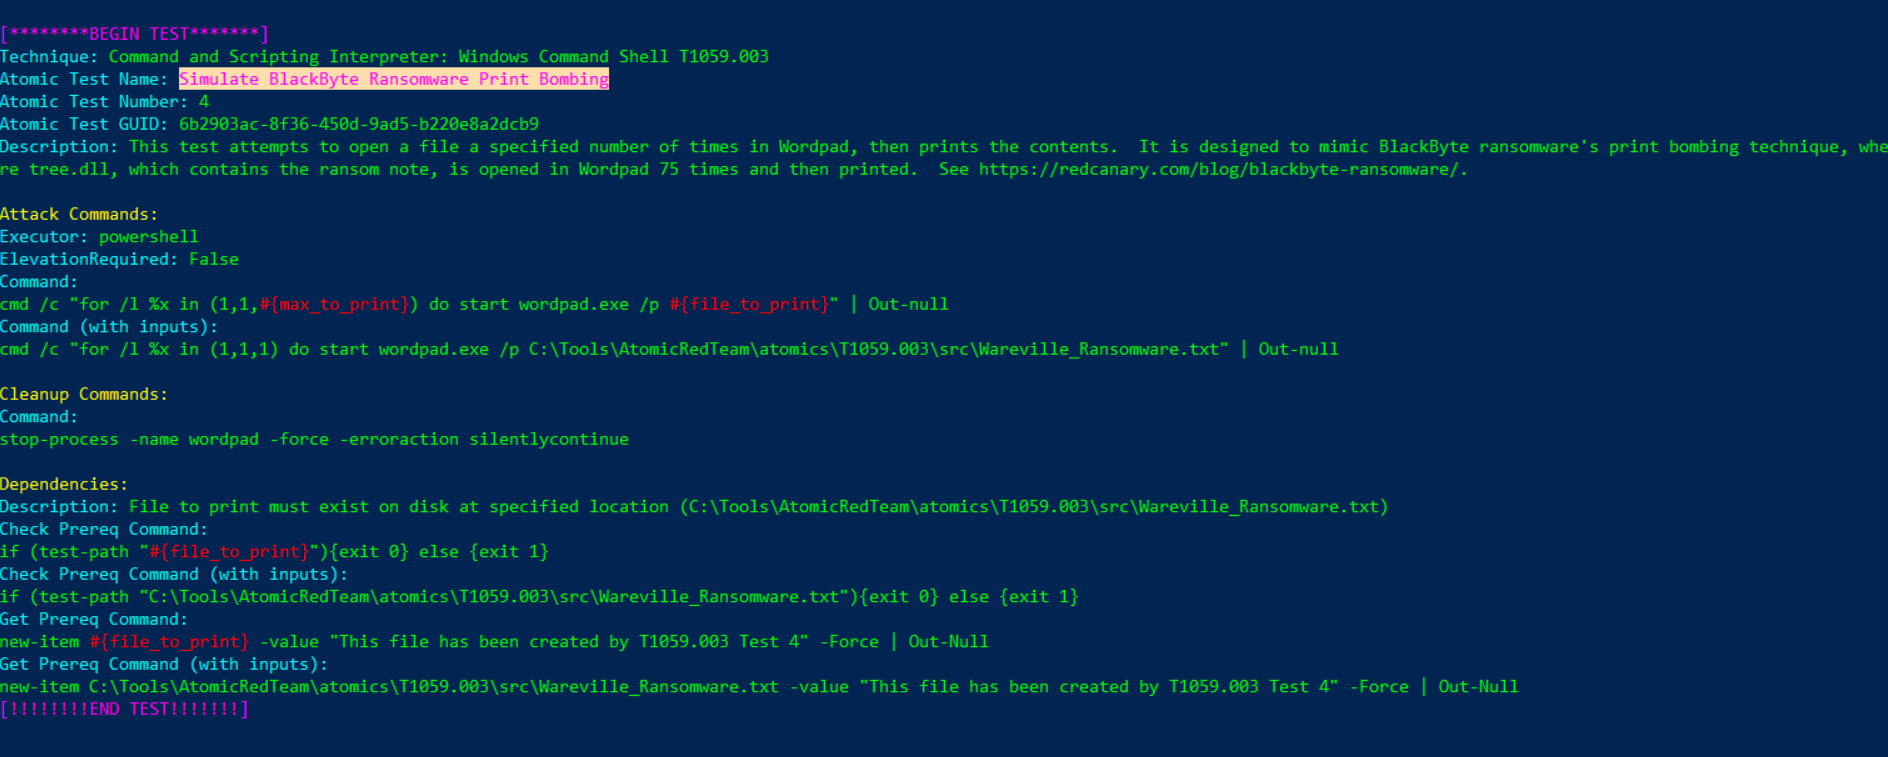 [********BEGIN TEST*******]
Technique: Command and Scripting Interpreter: Windows Command Shell T1059.003
Atomic Test Name: Simulate BlackByte Ransomware Print Bombing
Atomic Test Number: 4
Atomic Test GUID: 6b2903ac-8f36-450d-9ad5-b220e8a2dcb9
Description: This test attempts to open a file a specified number of times in Wordpad, then prints the contents.  It is designed to mimic BlackByte ransomware's print bombing technique, whe
re tree.dll, which contains the ransom note, is opened in Wordpad 75 times and then printed.  See https://redcanary.com/blog/blackbyte-ransomware/.
Attack Commands:
Executor: powershell
ElevationRequired: False
Command:
cmd /c "for /l %x in (1,1,#{max_to_print}) do start wordpad.exe /p #{file_to_print}" | Out-null
Command (with inputs):
cmd /c "for /l %x in (1,1,1) do start wordpad.exe /p C:\Tools\AtomicRedTeam\atomics\T1059.003\src\Wareville_Ransomware.txt" | Out-null
Cleanup Commands:
Command:
stop-process -name wordpad -force -erroraction silentlycontinue
Dependencies:
Description: File to print must exist on disk at specified location (C:\Tools\AtomicRedTeam\atomics\T1059.003\src\Wareville_Ransomware.txt)
Check Prereq Command:
if (test-path "#{file_to_print}"){exit 0} else {exit 1}
Check Prereq Command (with inputs):
if (test-path "C:\Tools\AtomicRedTeam\atomics\T1059.003\src\Wareville_Ransomware.txt"){exit 0} else {exit 1}
Get Prereq Command:
new-item #{file_to_print} -value "This file has been created by T1059.003 Test 4" -Force | Out-Null
Get Prereq Command (with inputs):
new-item C:\Tools\AtomicRedTeam\atomics\T1059.003\src\Wareville_Ransomware.txt -value "This file has been created by T1059.003 Test 4" -Force | Out-Null
[!!!!!!!!END TEST!!!!!!!]